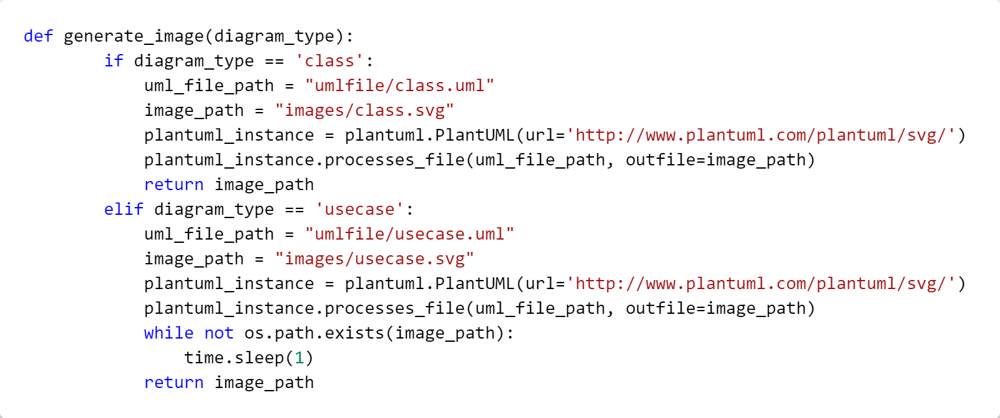 def generate_image(diagram_type):
        if diagram_type == 'class':
            uml_file_path = "umlfile/class.uml"
            image_path = "images/class.svg"
            plantuml_instance = plantuml.PlantUML(url='http://www.plantuml.com/plantuml/svg/')
            plantuml_instance.processes_file(uml_file_path, outfile=image_path)
            return image_path
        elif diagram_type == 'usecase':
            uml_file_path = "umlfile/usecase.uml"
            image_path = "images/usecase.svg"
            plantuml_instance = plantuml.PlantUML(url='http://www.plantuml.com/plantuml/svg/')
            plantuml_instance.processes_file(uml_file_path, outfile=image_path)
            while not os.path.exists(image_path):
                time.sleep(1)
            return image_path